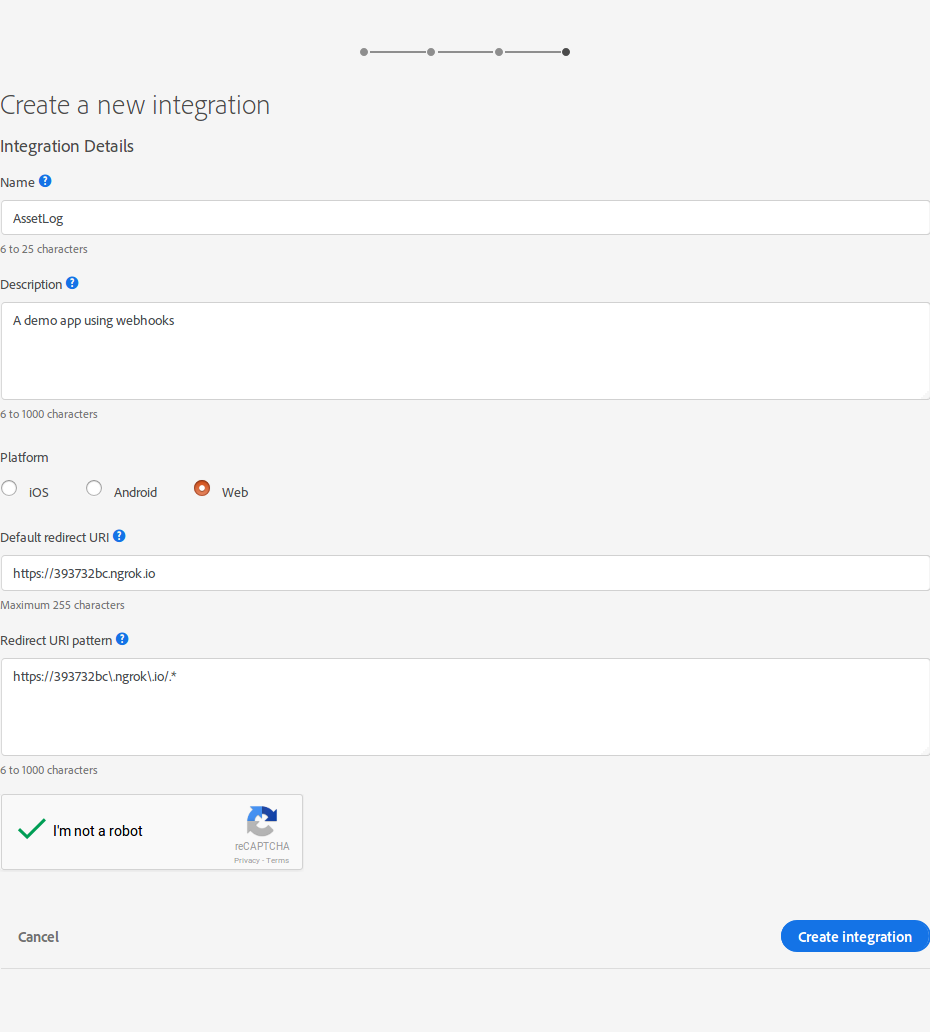 Create a new integration
Integration Details
Name ?
AssetLog
6 to 25 characters
Description ?
A demo app using webhooks
6 to 1000 characters
Platform
iOS Android Web
Default redirect URI ?
https://393732bc.ngrok.io
Maximum 255 characters
Redirect URI pattern ?
https://393732bc\.ngrok\.io/.*
6 to 1000 characters
I'm not a robot
reCAPTCHA
Privacy - Terms
Cancel Create integration